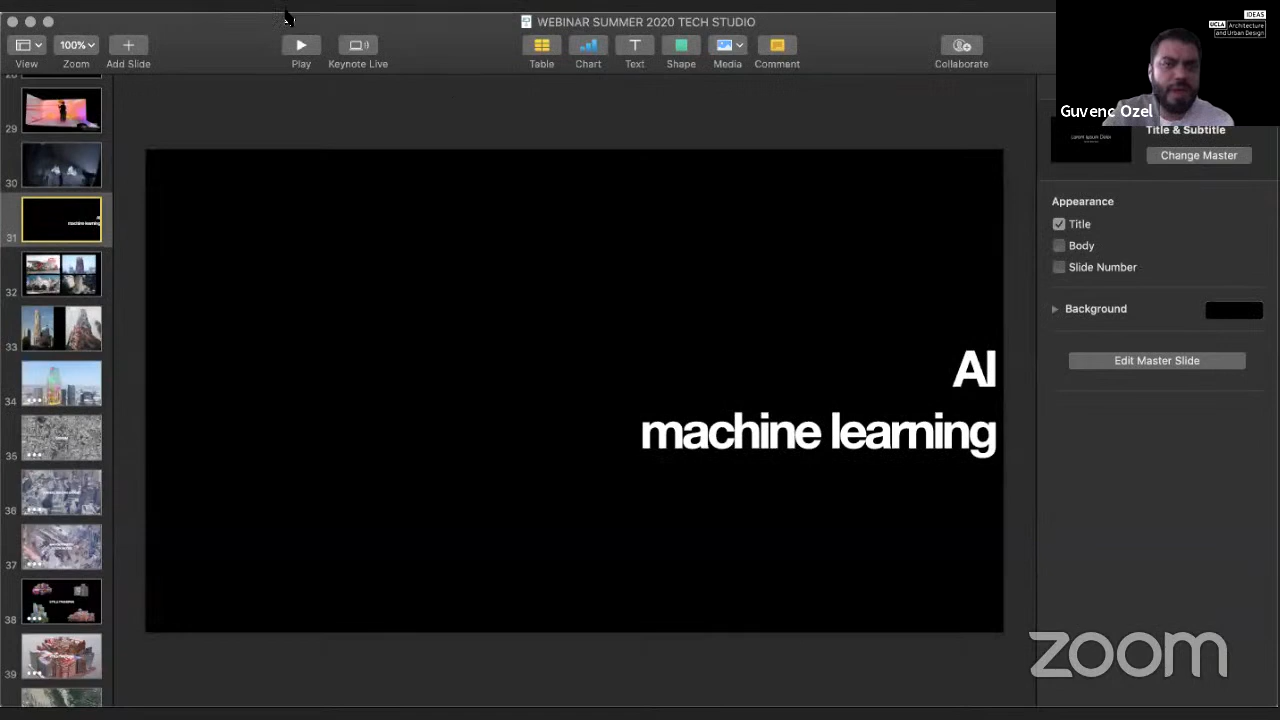 WEBINAR SUMMER 2020 TECH STUDIO
100%
View
Zoom
Add Slide
Play
Keynote Live
Table
Chart
Text
Shape
Media
Comment
Collaborate
IDEAS
UCLA Architecture
and Urban Design
Guvenc Ozel
Title & Subtitle
Change Master
Appearance
Title
Body
Slide Number
Background
Edit Master Slide
29
30
31
machine learning
32
33
34
35
36
37
38
39
AI
machine learning
zoom